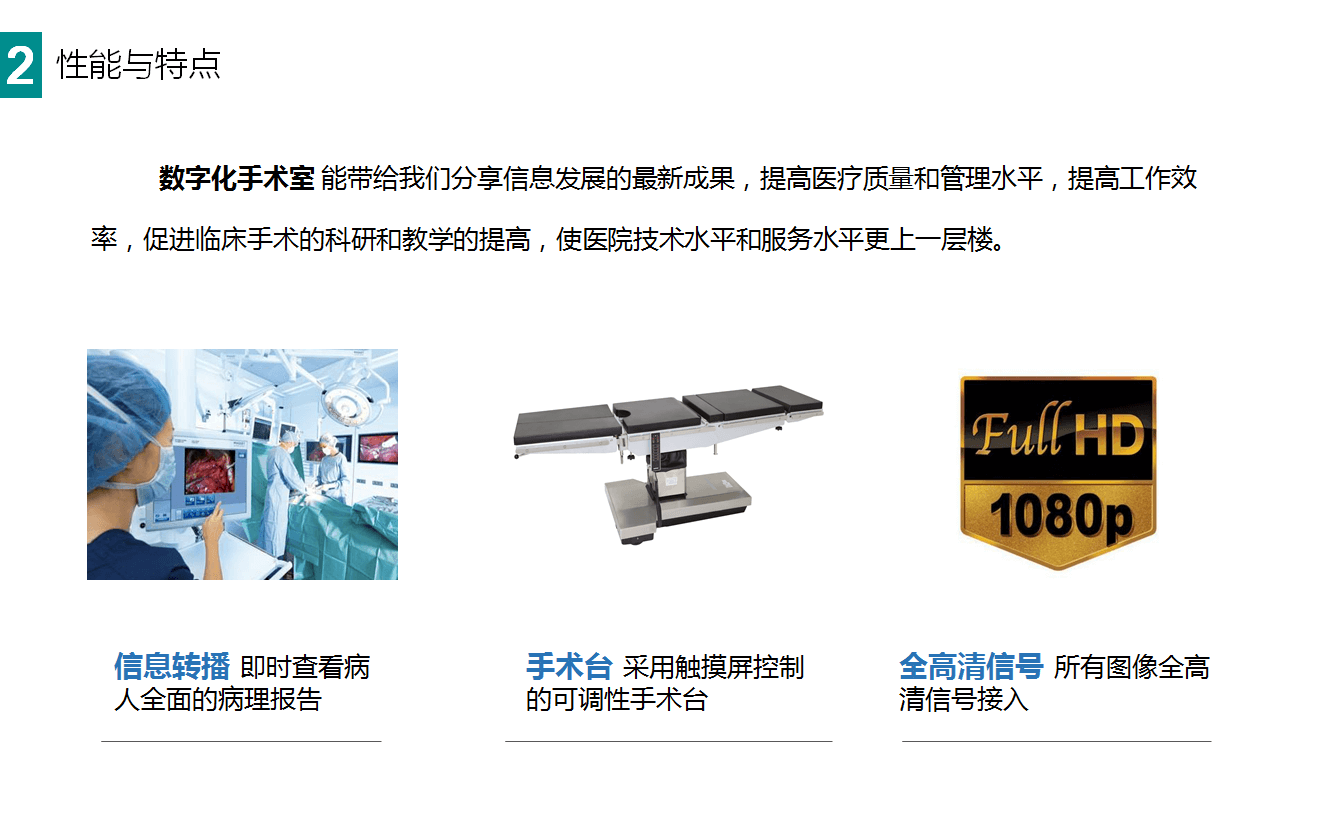 2 性能与特点
数字化手术室 能带给我们分享信息发展的最新成果，提高医疗质量和管理水平，提高工作效
率，促进临床手术的科研和教学的提高，使医院技术水平和服务水平更上一层楼。
Full HD
1080p
信息转播 即时查看病
人全面的病理报告
手术台 采用触摸屏控制
的可调性手术台
全高清信号 所有图像全高
清信号接入